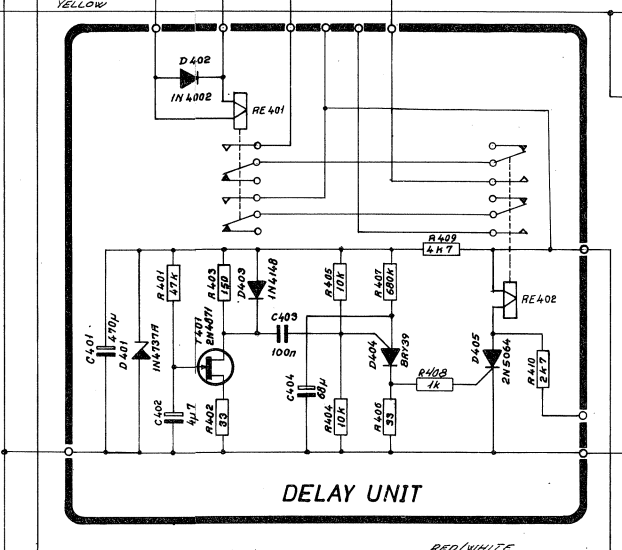 YELLOW
D402
1N4002
RE401
R409
4K7
R401
47K
R403
150
D403
1N4148
R405
10K
R407
680K
RE402
C401
470µ
D401
1N4737A
T401
2N4871
C403
100n
D404
BRY39
D405
2N5064
R408
1k
R410
2K7
C402
4µ7
R402
33
C404
68µ
R404
10K
R406
33
DELAY UNIT
RED/WHITE